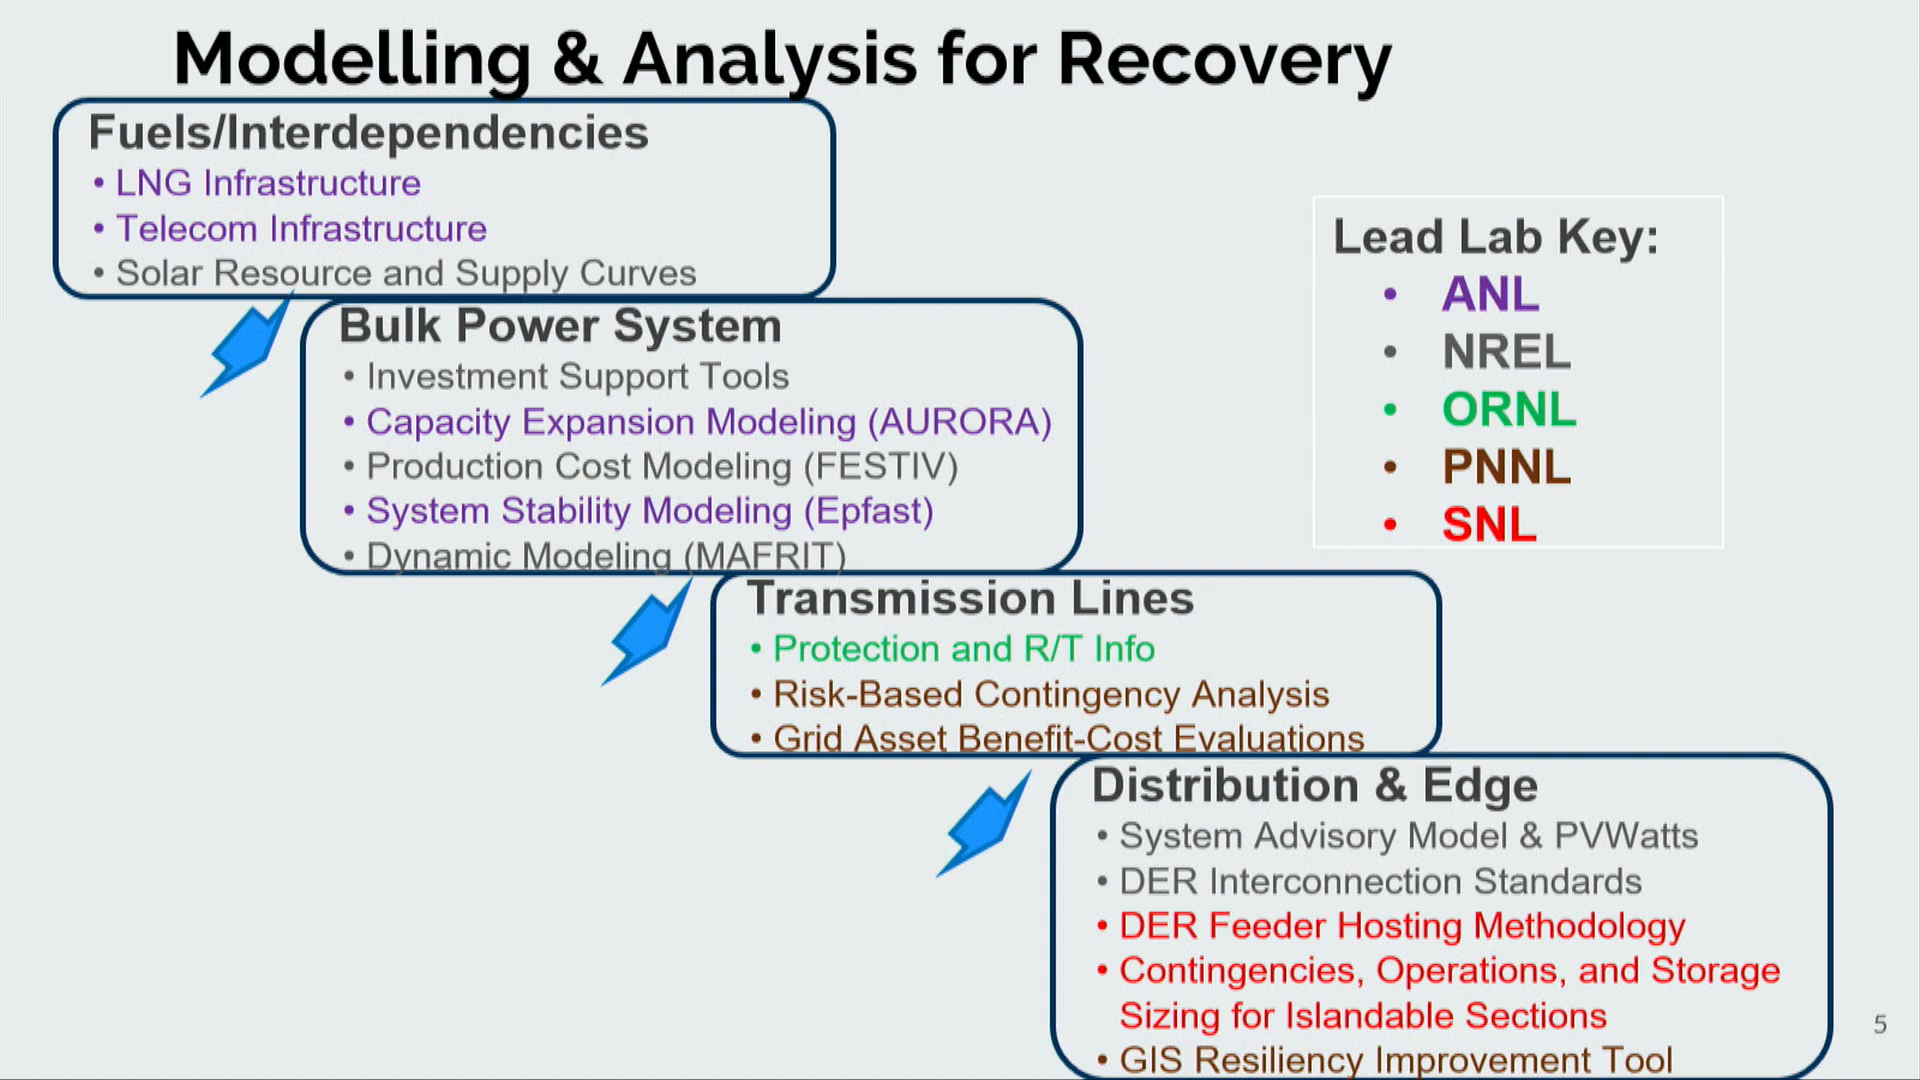 Modelling & Analysis for Recovery
Fuels/Interdependencies
• LNG Infrastructure
• Telecom Infrastructure
• Solar Resource and Supply Curves
Bulk Power System
• Investment Support Tools
• Capacity Expansion Modeling (AURORA)
• Production Cost Modeling (FESTIV)
• System Stability Modeling (Epfast)
• Dynamic Modeling (MAFRIT)
Transmission Lines
• Protection and R/T Info
• Risk-Based Contingency Analysis
• Grid Asset Benefit-Cost Evaluations
Distribution & Edge
• System Advisory Model & PVWatts
• DER Interconnection Standards
• DER Feeder Hosting Methodology
• Contingencies, Operations, and Storage
Sizing for Islandable Sections
• GIS Resiliency Improvement Tool
Lead Lab Key:
• ANL
• NREL
• ORNL
• PNNL
• SNL
5